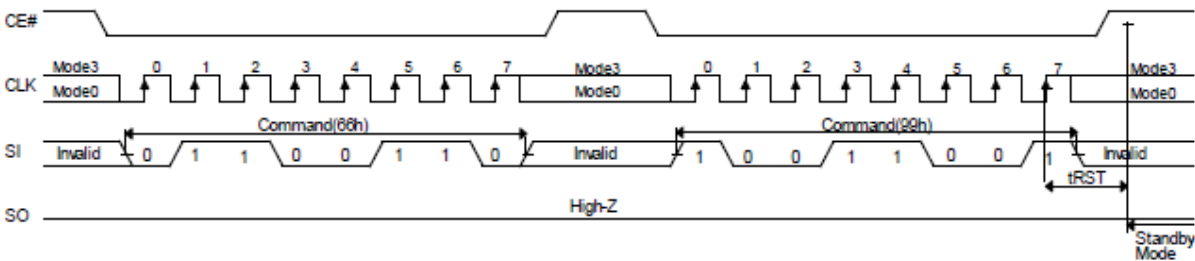 CE#
Mode3 0 1 2 3 4 5 6 7 Mode3 0 1 2 3 4 5 6 7 Mode3
CLK Mode0 Mode0 Mode0
Command(66h) Command(99h)
SI Invalid 0 1 1 0 0 1 1 0 Invalid 1 0 0 1 1 0 0 1 Invalid
tRST
High-Z
SO
Standby
Mode